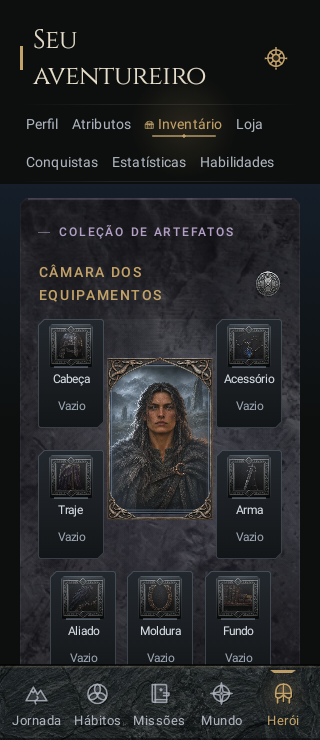 Seu
aventureiro
Perfil Atributos Inventário Loja
Conquistas Estatísticas Habilidades
— COLEÇÃO DE ARTEFATOS
CÂMARA DOS
EQUIPAMENTOS
Cabeça
Vazio
Acessório
Vazio
Traje
Vazio
Arma
Vazio
Aliado Moldura Fundo
Vazio Vazio Vazio
Jornada Hábitos Missões Mundo Herói